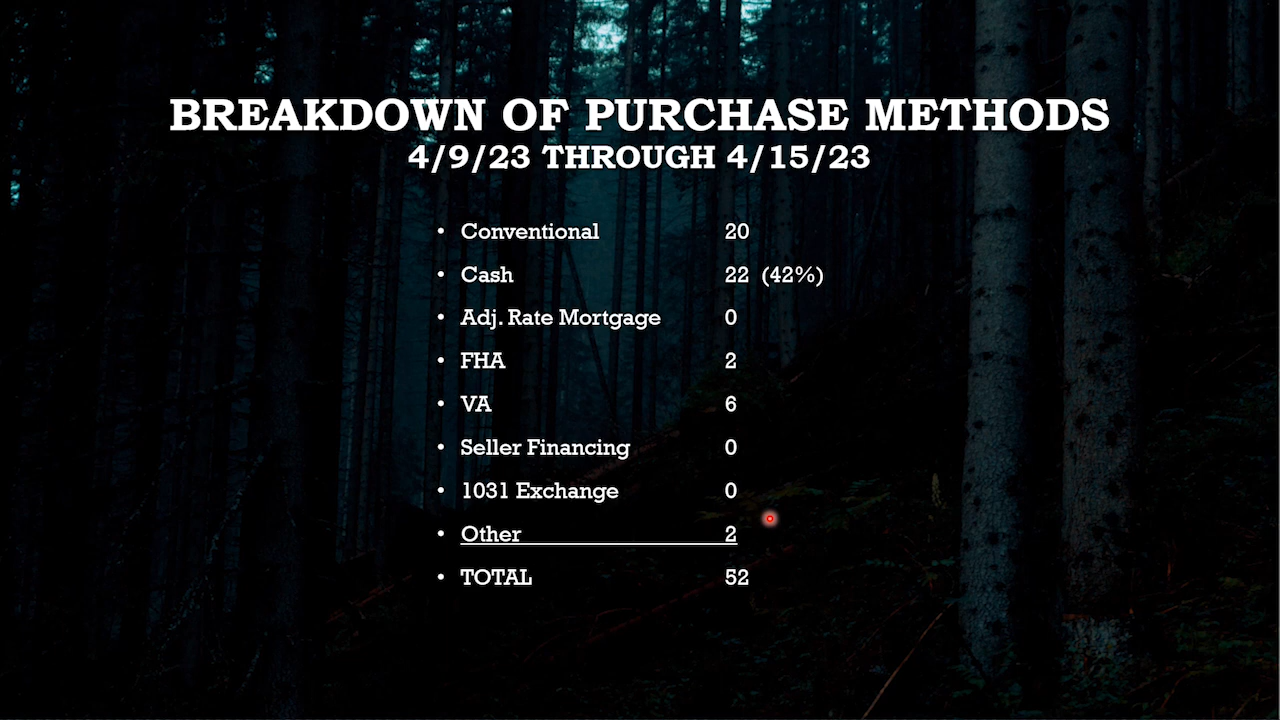 BREAKDOWN OF PURCHASE METHODS
4/9/23 THROUGH 4/15/23
• Conventional 20
• Cash 22 (42%)
• Adj. Rate Mortgage 0
• FHA 2
• VA 6
• Seller Financing 0
• 1031 Exchange 0
• Other 2
• TOTAL 52